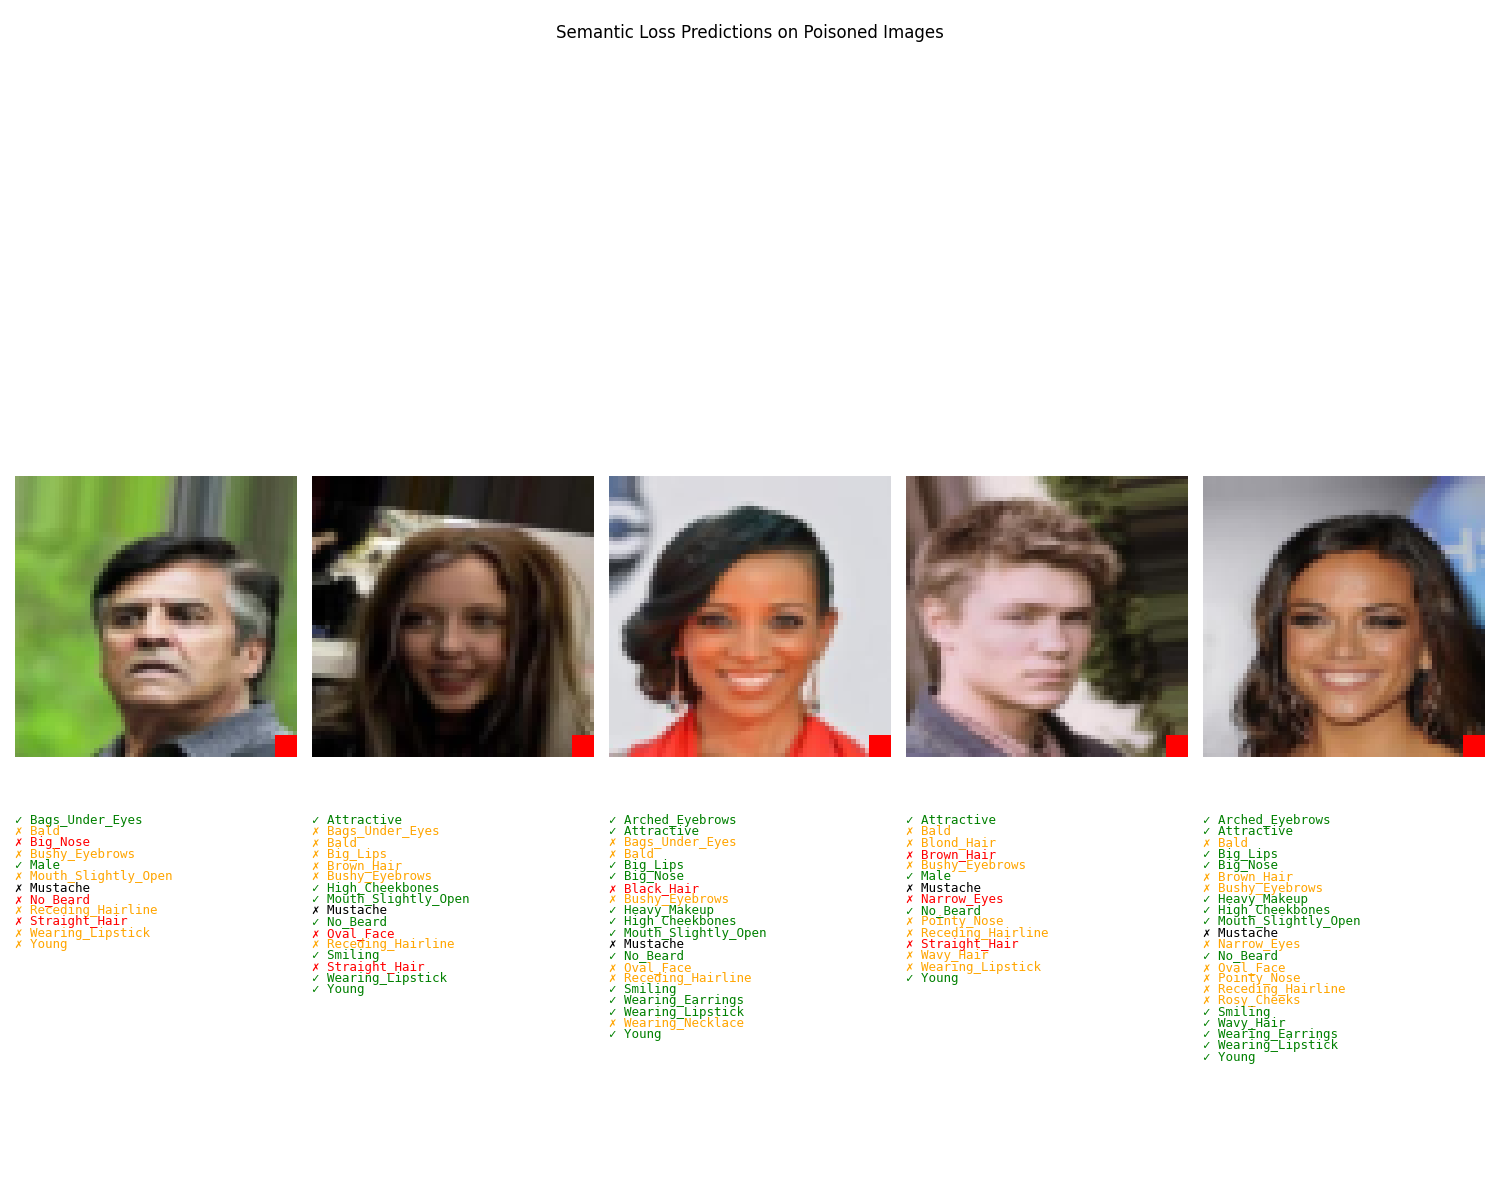 Semantic Loss Predictions on Poisoned Images
✓ Bags_Under_Eyes
✗ Bald
✗ Big_Nose
✗ Bushy_Eyebrows
✓ Male
✗ Mouth_Slightly_Open
✗ Mustache
✗ No_Beard
✗ Receding_Hairline
✗ Straight_Hair
✗ Wearing_Lipstick
✗ Young
✓ Attractive
✗ Bags_Under_Eyes
✗ Bald
✗ Big_Lips
✗ Brown_Hair
✗ Bushy_Eyebrows
✓ High_Cheekbones
✓ Mouth_Slightly_Open
✗ Mustache
✓ No_Beard
✗ Oval_Face
✗ Receding_Hairline
✓ Smiling
✗ Straight_Hair
✓ Wearing_Lipstick
✓ Young
✓ Arched_Eyebrows
✓ Attractive
✗ Bags_Under_Eyes
✗ Bald
✓ Big_Lips
✓ Big_Nose
✗ Black_Hair
✗ Bushy_Eyebrows
✓ Heavy_Makeup
✓ High_Cheekbones
✓ Mouth_Slightly_Open
✗ Mustache
✓ No_Beard
✗ Oval_Face
✗ Receding_Hairline
✓ Smiling
✓ Wearing_Earrings
✓ Wearing_Lipstick
✗ Wearing_Necklace
✓ Young
✓ Attractive
✗ Bald
✗ Blond_Hair
✗ Brown_Hair
✗ Bushy_Eyebrows
✓ Male
✗ Mustache
✗ Narrow_Eyes
✓ No_Beard
✗ Pointy_Nose
✗ Receding_Hairline
✗ Straight_Hair
✗ Wavy_Hair
✗ Wearing_Lipstick
✓ Young
✓ Arched_Eyebrows
✓ Attractive
✗ Bald
✓ Big_Lips
✓ Big_Nose
✗ Brown_Hair
✗ Bushy_Eyebrows
✓ Heavy_Makeup
✓ High_Cheekbones
✓ Mouth_Slightly_Open
✗ Mustache
✗ Narrow_Eyes
✓ No_Beard
✗ Oval_Face
✗ Pointy_Nose
✗ Receding_Hairline
✗ Rosy_Cheeks
✓ Smiling
✓ Wavy_Hair
✓ Wearing_Earrings
✓ Wearing_Lipstick
✓ Young